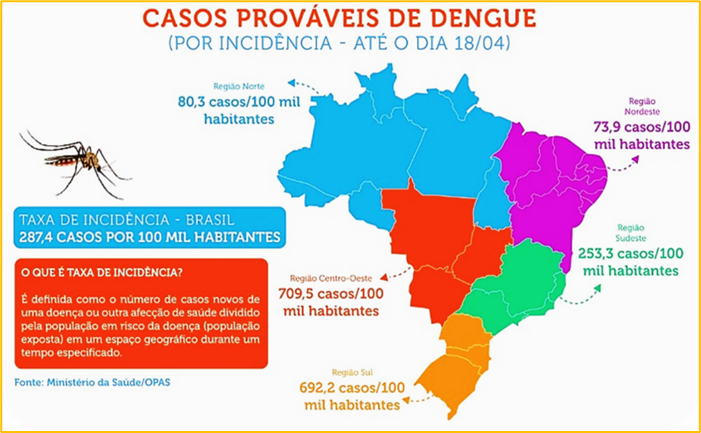 CASOS PROVÁVEIS DE DENGUE
(POR INCIDÊNCIA - ATÉ O DIA 18/04)
Região Norte
80,3 casos/100 mil
habitantes
Região
Nordeste
73,9 casos/100
mil habitantes
TAXA DE INCIDÊNCIA - BRASIL
287,4 CASOS POR 100 MIL HABITANTES
Região
Sudeste
253,3 casos/100
mil habitantes
O QUE É TAXA DE INCIDÊNCIA?
É definida como o número de casos novos de
uma doença ou outra afecção de saúde dividido
pela população em risco da doença (população
exposta) em um espaço geográfico durante um
tempo especificado.
Região Centro-Oeste
709,5 casos/100
mil habitantes
Fonte: Ministério da Saúde/OPAS
Região Sul
692,2 casos/100
mil habitantes